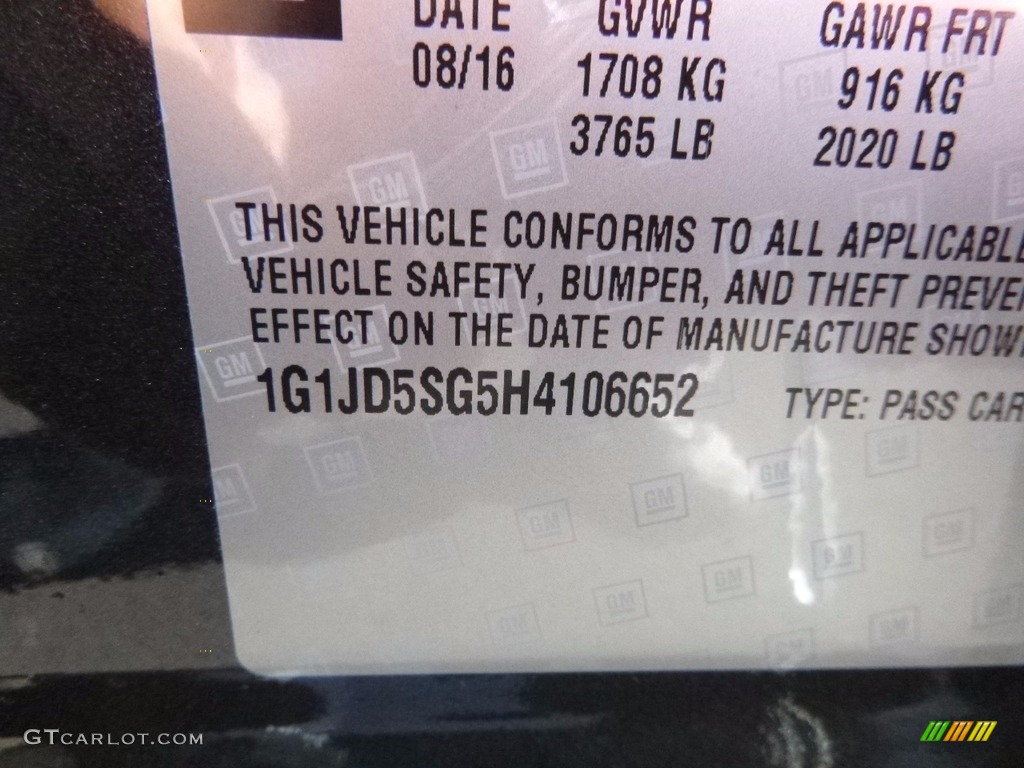 DATE GVWR GAWR FRT
08/16 1708 KG 916 KG
3765 LB 2020 LB
THIS VEHICLE CONFORMS TO ALL APPLICABLE
VEHICLE SAFETY, BUMPER, AND THEFT PREVE
EFFECT ON THE DATE OF MANUFACTURE SHOW
1G1JD5SG5H4106652 TYPE: PASS CAR
GM
GTCARLOT.COM